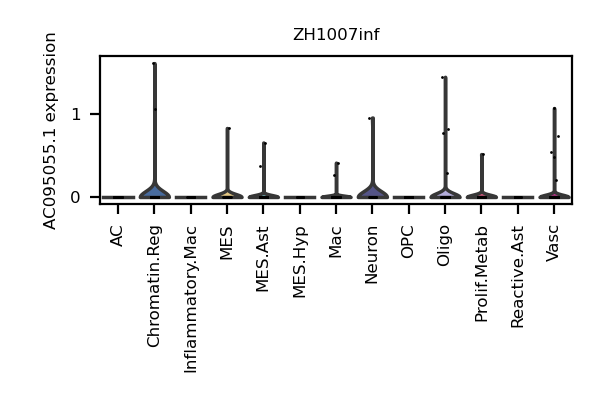 ZH1007inf
AC095055.1 expression
1
0
AC
Chromatin.Reg
Inflammatory.Mac
MES
MES.Ast
MES.Hyp
Mac
Neuron
OPC
Oligo
Prolif.Metab
Reactive.Ast
Vasc